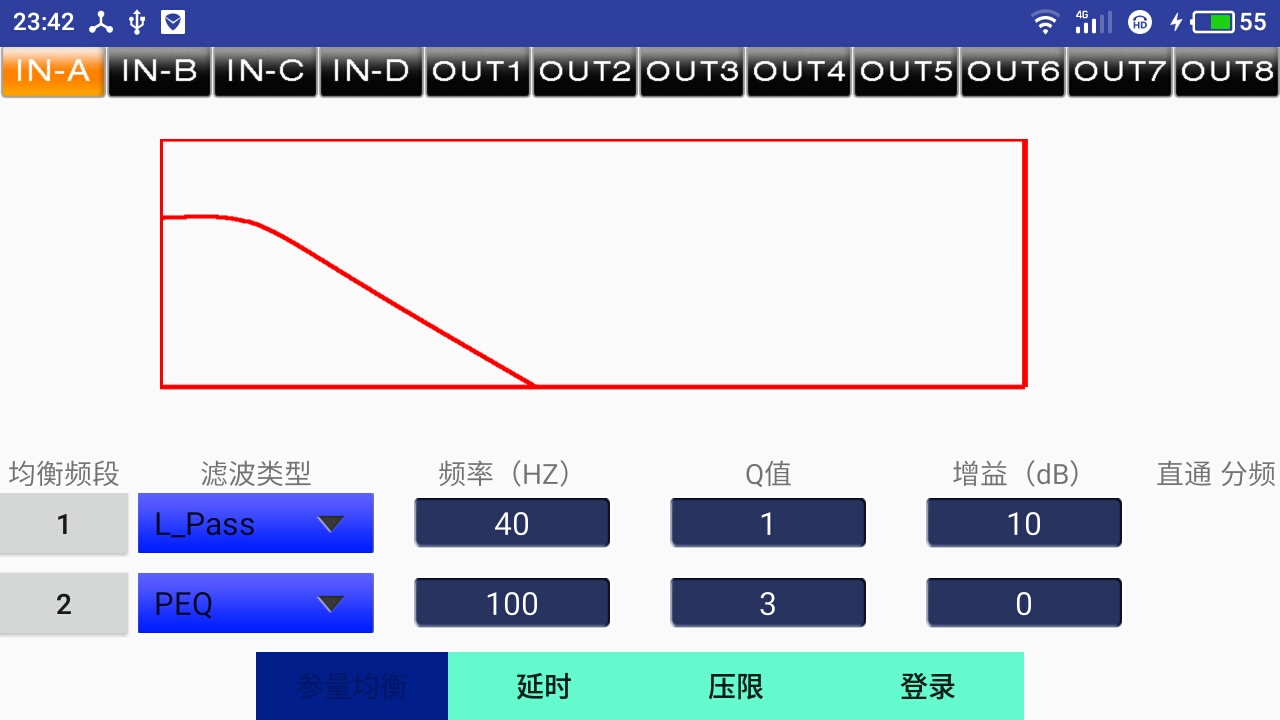 23:42 4G HD 55
IN-A IN-B IN-C IN-D OUT1 OUT2 OUT3 OUT4 OUT5 OUT6 OUT7 OUT8
均衡频段 滤波类型 频率（HZ） Q值 增益（dB） 直通 分频
1 L_Pass 40 1 10
2 PEQ 100 3 0
参量均衡 延时 压限 登录